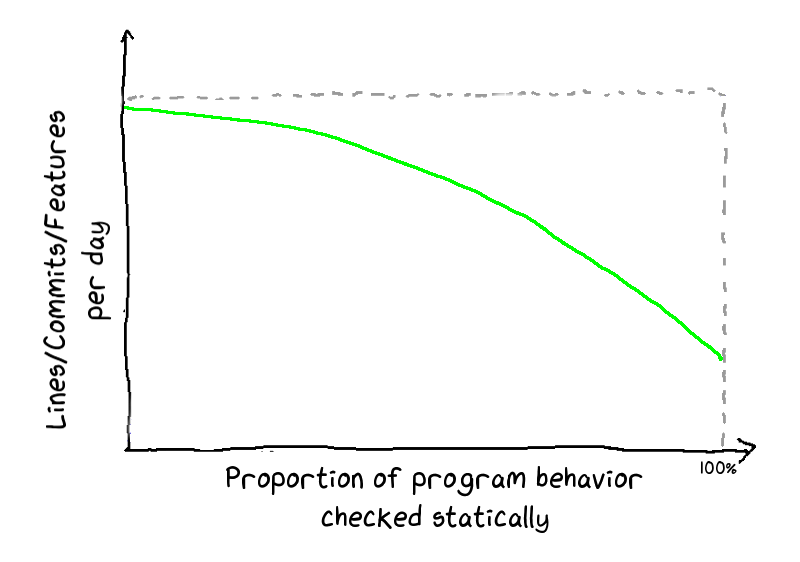 Lines/Commits/Features
per day
100%
Proportion of program behavior
checked statically